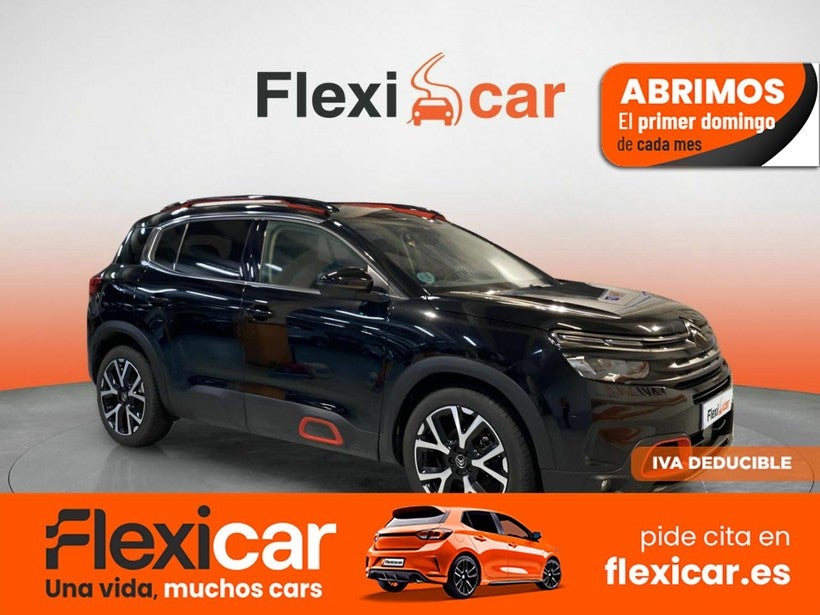 Flexicar
ABRIMOS
El primer domingo
de cada mes
Flexicar
IVA DEDUCIBLE
Flexicar
Una vida, muchos cars
pide cita en
flexicar.es